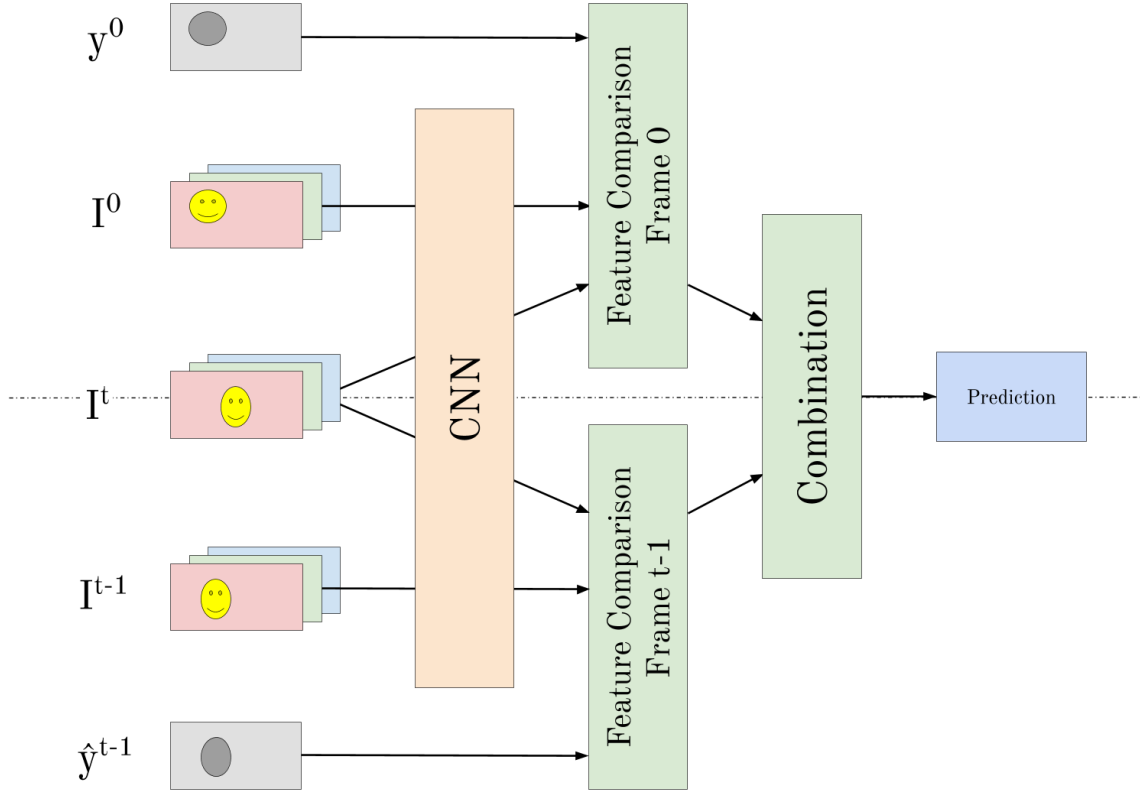 y⁰
I⁰
Iᵗ
Iᵗ⁻¹
ŷᵗ⁻¹
CNN
Feature Comparison
Frame 0
Feature Comparison
Frame t-1
Combination
Prediction